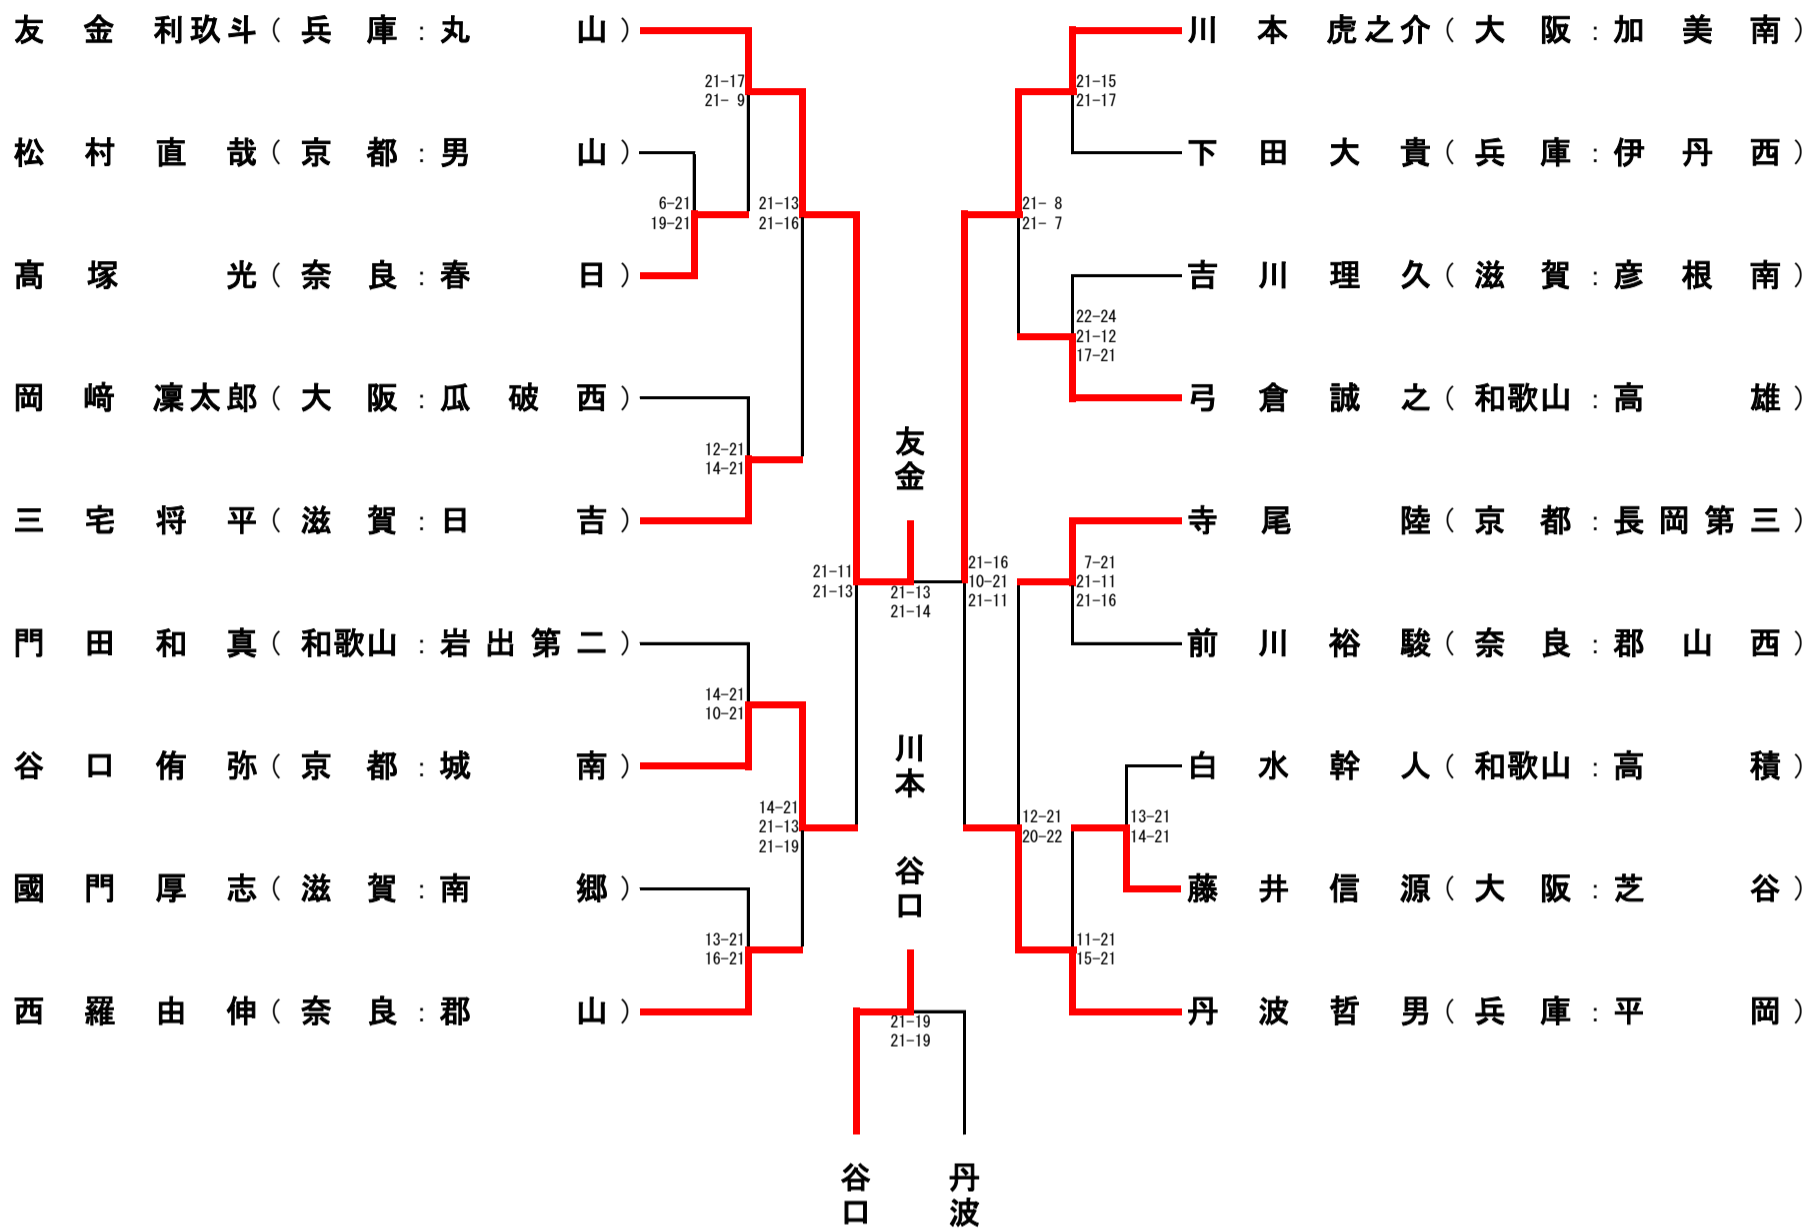 友金利玖斗（兵庫：丸山）
21-17
21- 9
松村直哉（京都：男山）
6-21
19-21
髙塚光（奈良：春日）
21-13
21-16
岡﨑凜太郎（大阪：瓜破西）
12-21
14-21
三宅将平（滋賀：日吉）
21-11
21-13
門田和真（和歌山：岩出第二）
14-21
10-21
谷口侑弥（京都：城南）
14-21
21-13
21-19
國門厚志（滋賀：南郷）
13-21
16-21
西羅由伸（奈良：郡山）
友金
21-13
21-14
川本
谷口
21-19
21-19
谷口
丹波
川本虎之介（大阪：加美南）
21-15
21-17
下田大貴（兵庫：伊丹西）
21- 8
21- 7
吉川理久（滋賀：彦根南）
22-24
21-12
17-21
弓倉誠之（和歌山：高雄）
21-16
10-21
21-11
寺尾陸（京都：長岡第三）
7-21
21-11
21-16
前川裕駿（奈良：郡山西）
12-21
20-22
白水幹人（和歌山：高積）
13-21
14-21
藤井信源（大阪：芝谷）
11-21
15-21
丹波哲男（兵庫：平岡）